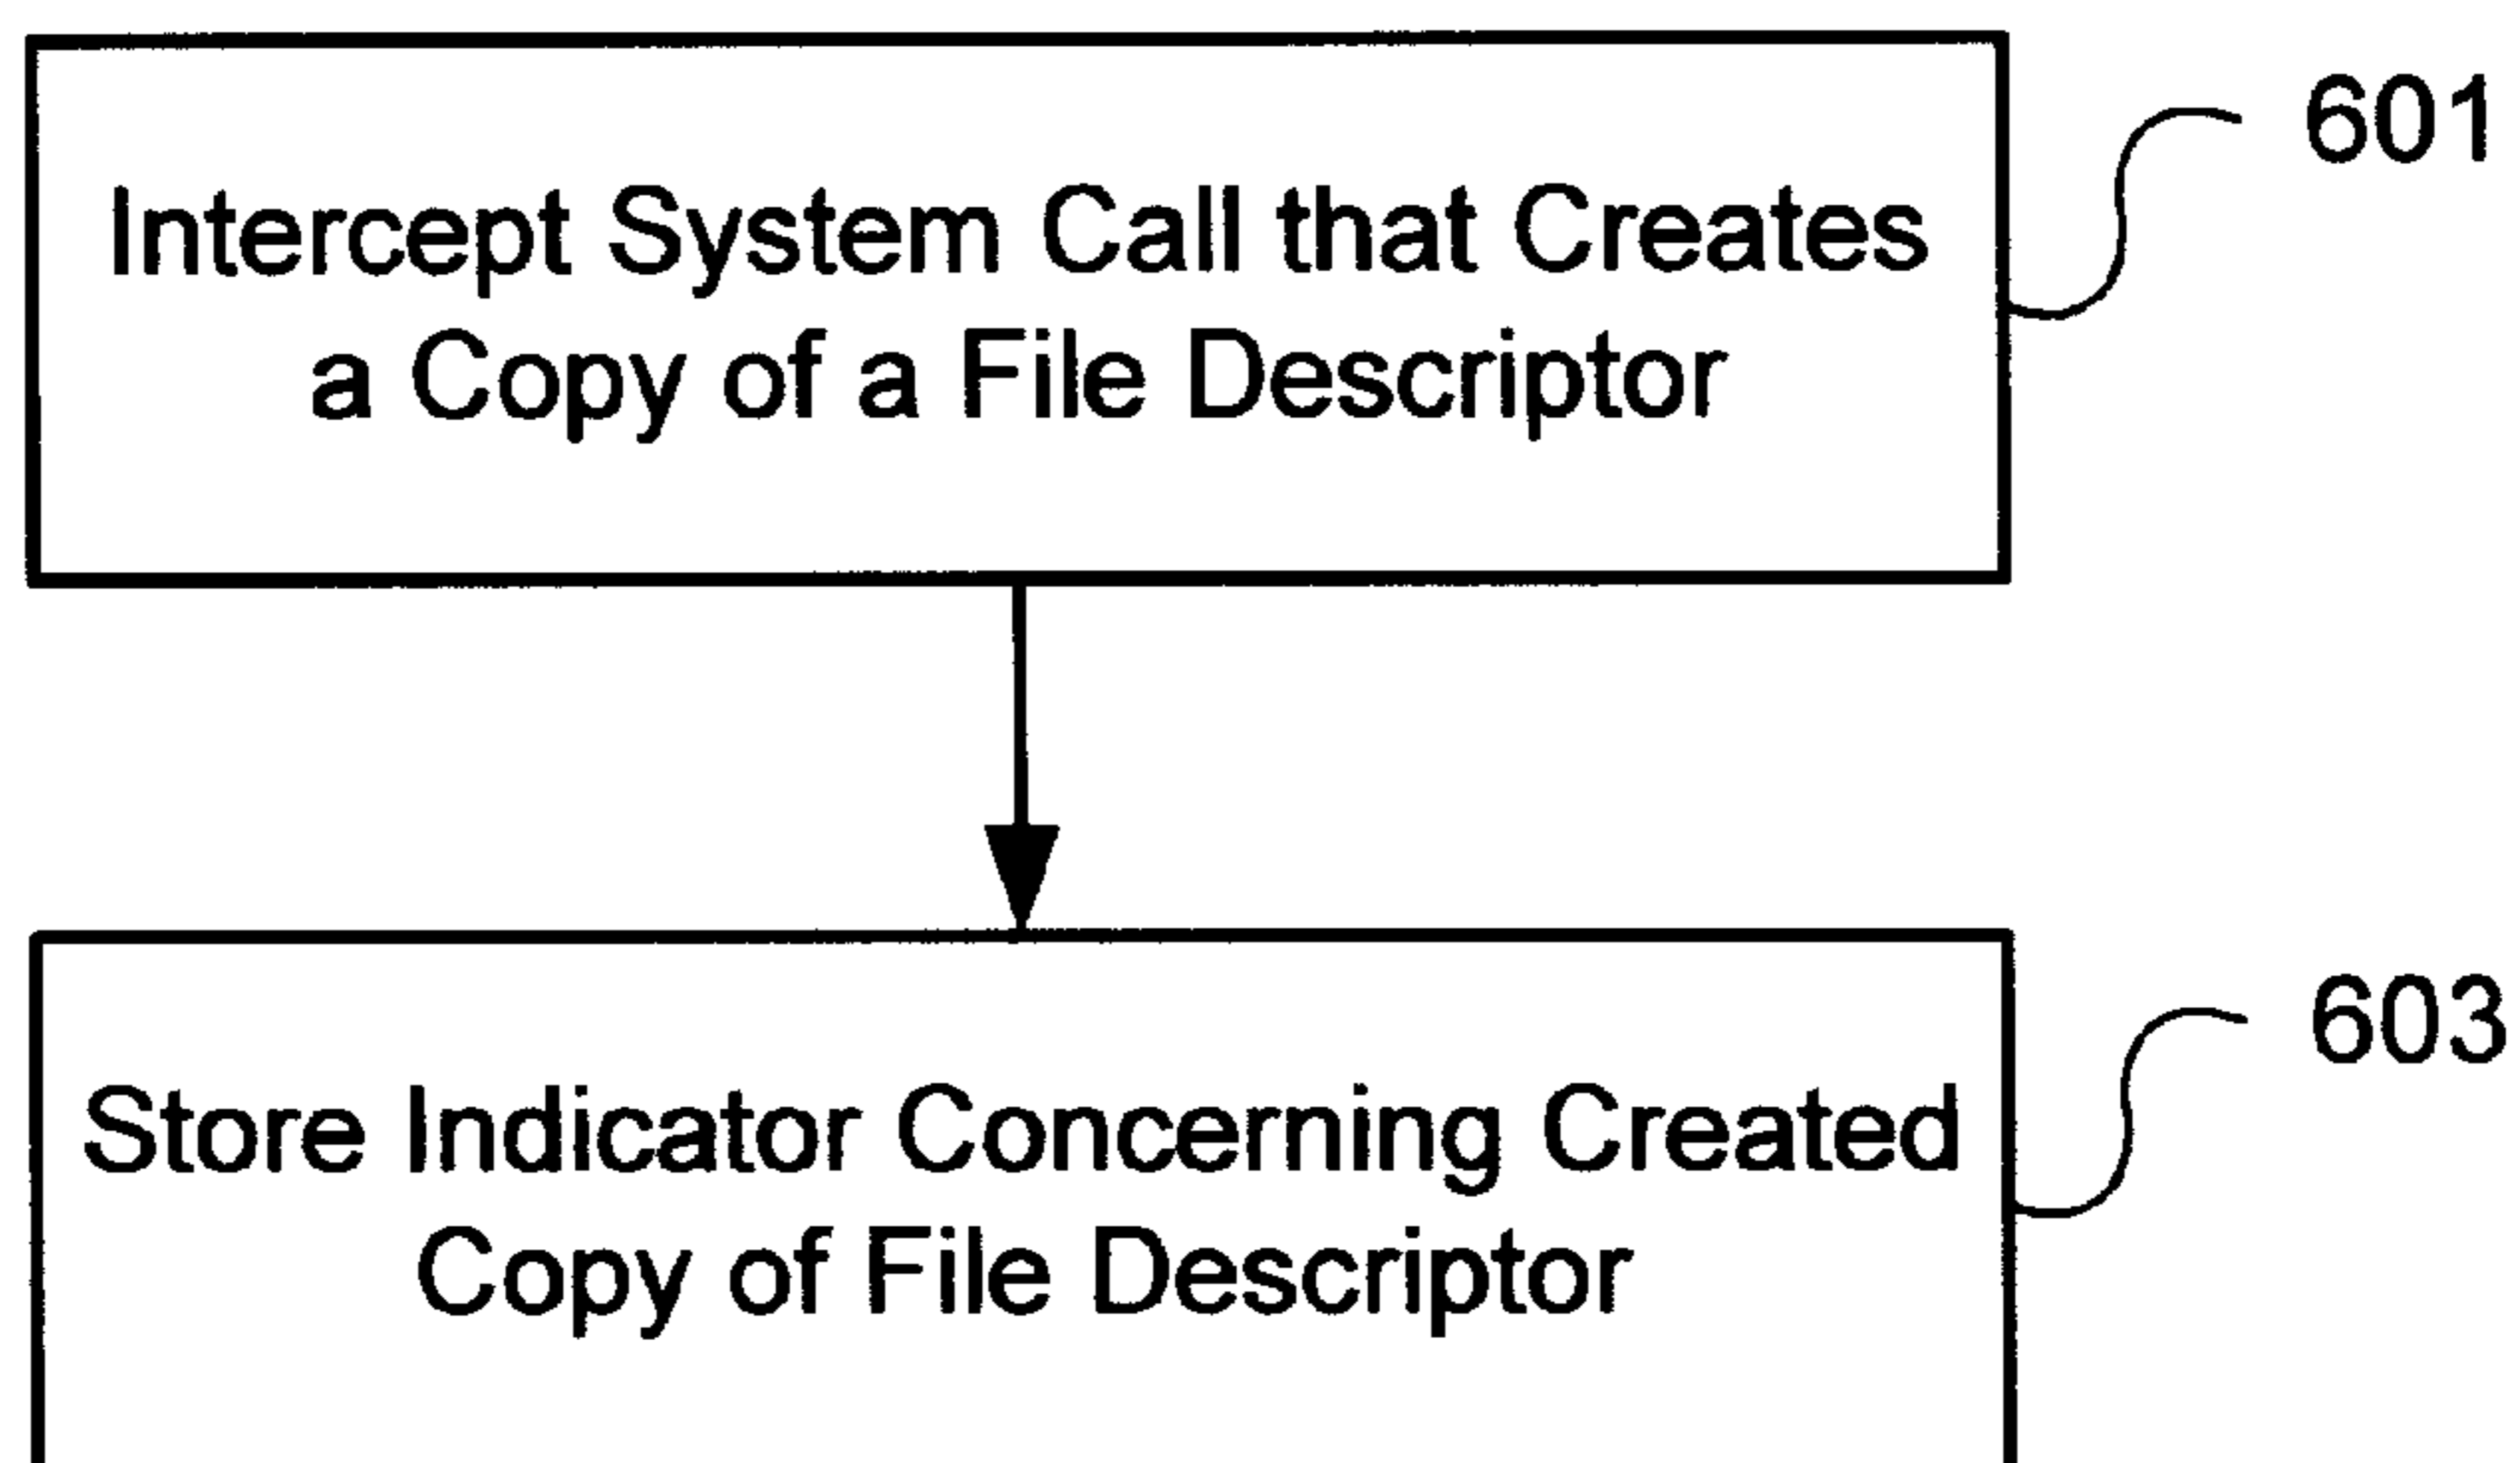 601
Intercept System Call that Creates
a Copy of a File Descriptor
603
Store Indicator Concerning Created
Copy of File Descriptor